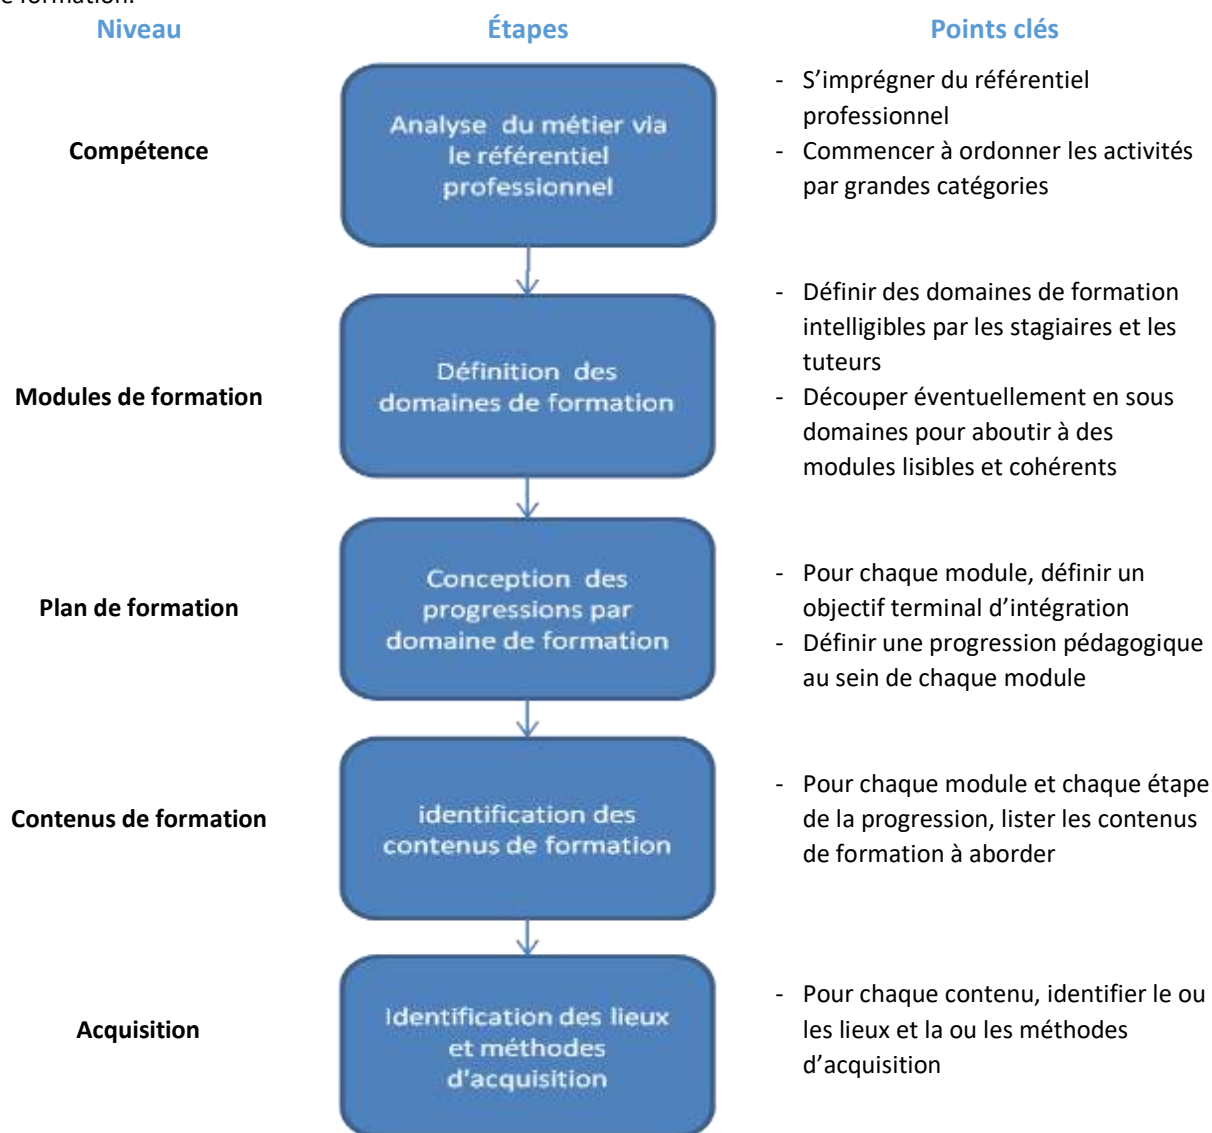 e formation.
Niveau Étapes Points clés
Compétence
Analyse du métier via
le référentiel
professionnel
- S’imprégner du référentiel
professionnel
- Commencer à ordonner les activités
par grandes catégories
Modules de formation
Définition des
domaines de formation
- Définir des domaines de formation
intelligibles par les stagiaires et les
tuteurs
- Découper éventuellement en sous
domaines pour aboutir à des
modules lisibles et cohérents
Plan de formation
Conception des
progressions par
domaine de formation
- Pour chaque module, définir un
objectif terminal d’intégration
- Définir une progression pédagogique
au sein de chaque module
Contenus de formation
identification des
contenus de formation
- Pour chaque module et chaque étape
de la progression, lister les contenus
de formation à aborder
Acquisition
Identification des lieux
et méthodes
d'acquisition
- Pour chaque contenu, identifier le ou
les lieux et la ou les méthodes
d’acquisition